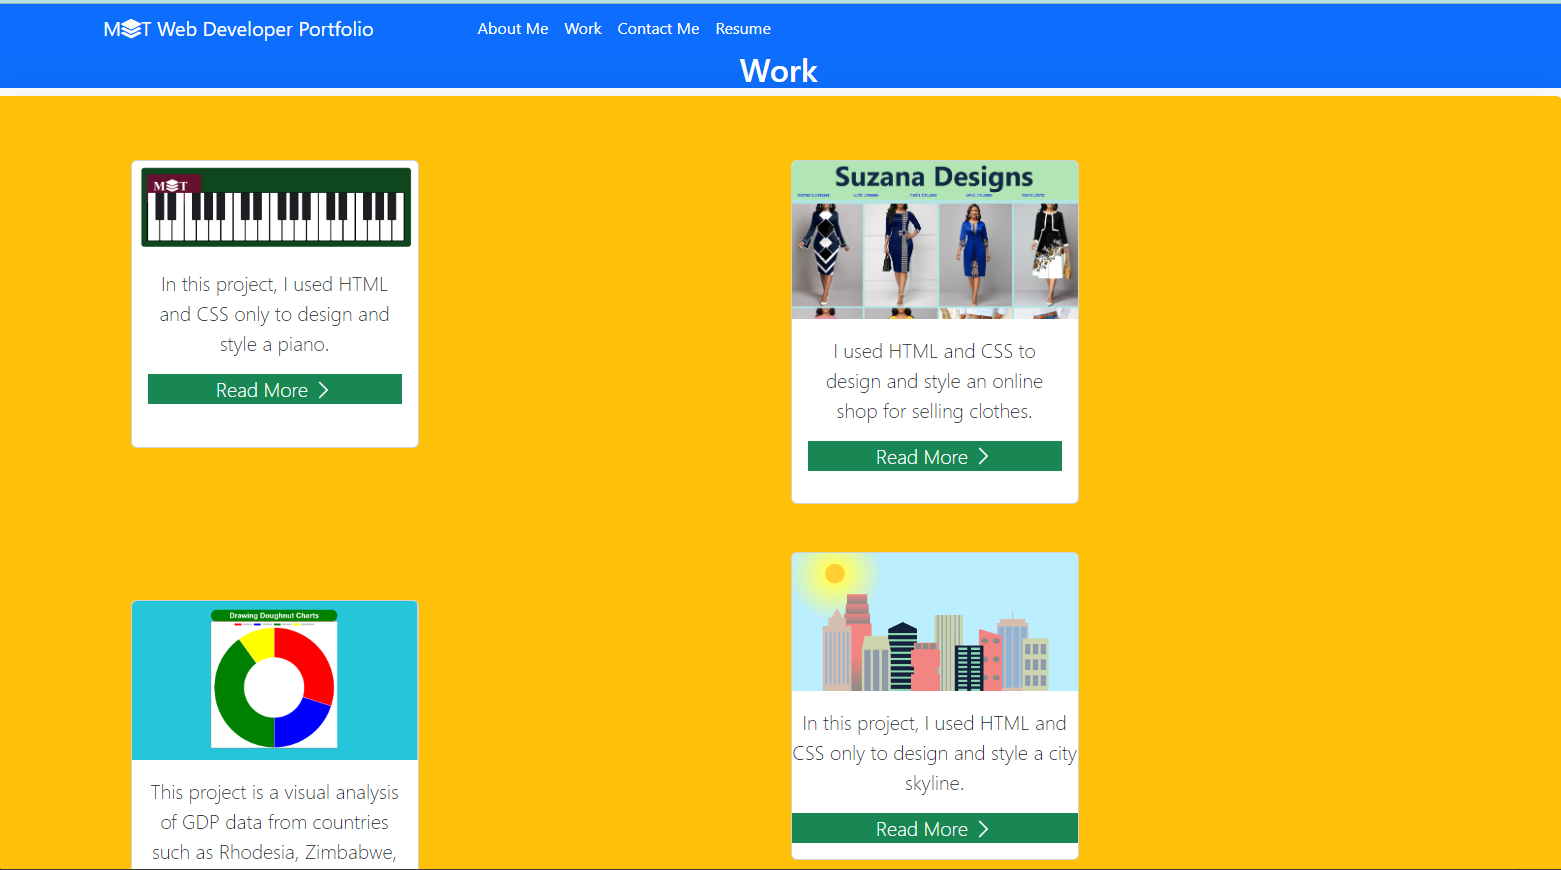 M T Web Developer Portfolio
About Me Work Contact Me Resume
Work
M T
In this project, I used HTML
and CSS only to design and
style a piano.
Read More
Suzana Designs
I used HTML and CSS to
design and style an online
shop for selling clothes.
Read More
Drawing Doughnut Charts
This project is a visual analysis
of GDP data from countries
such as Rhodesia, Zimbabwe,
In this project, I used HTML and
CSS only to design and style a city
skyline.
Read More